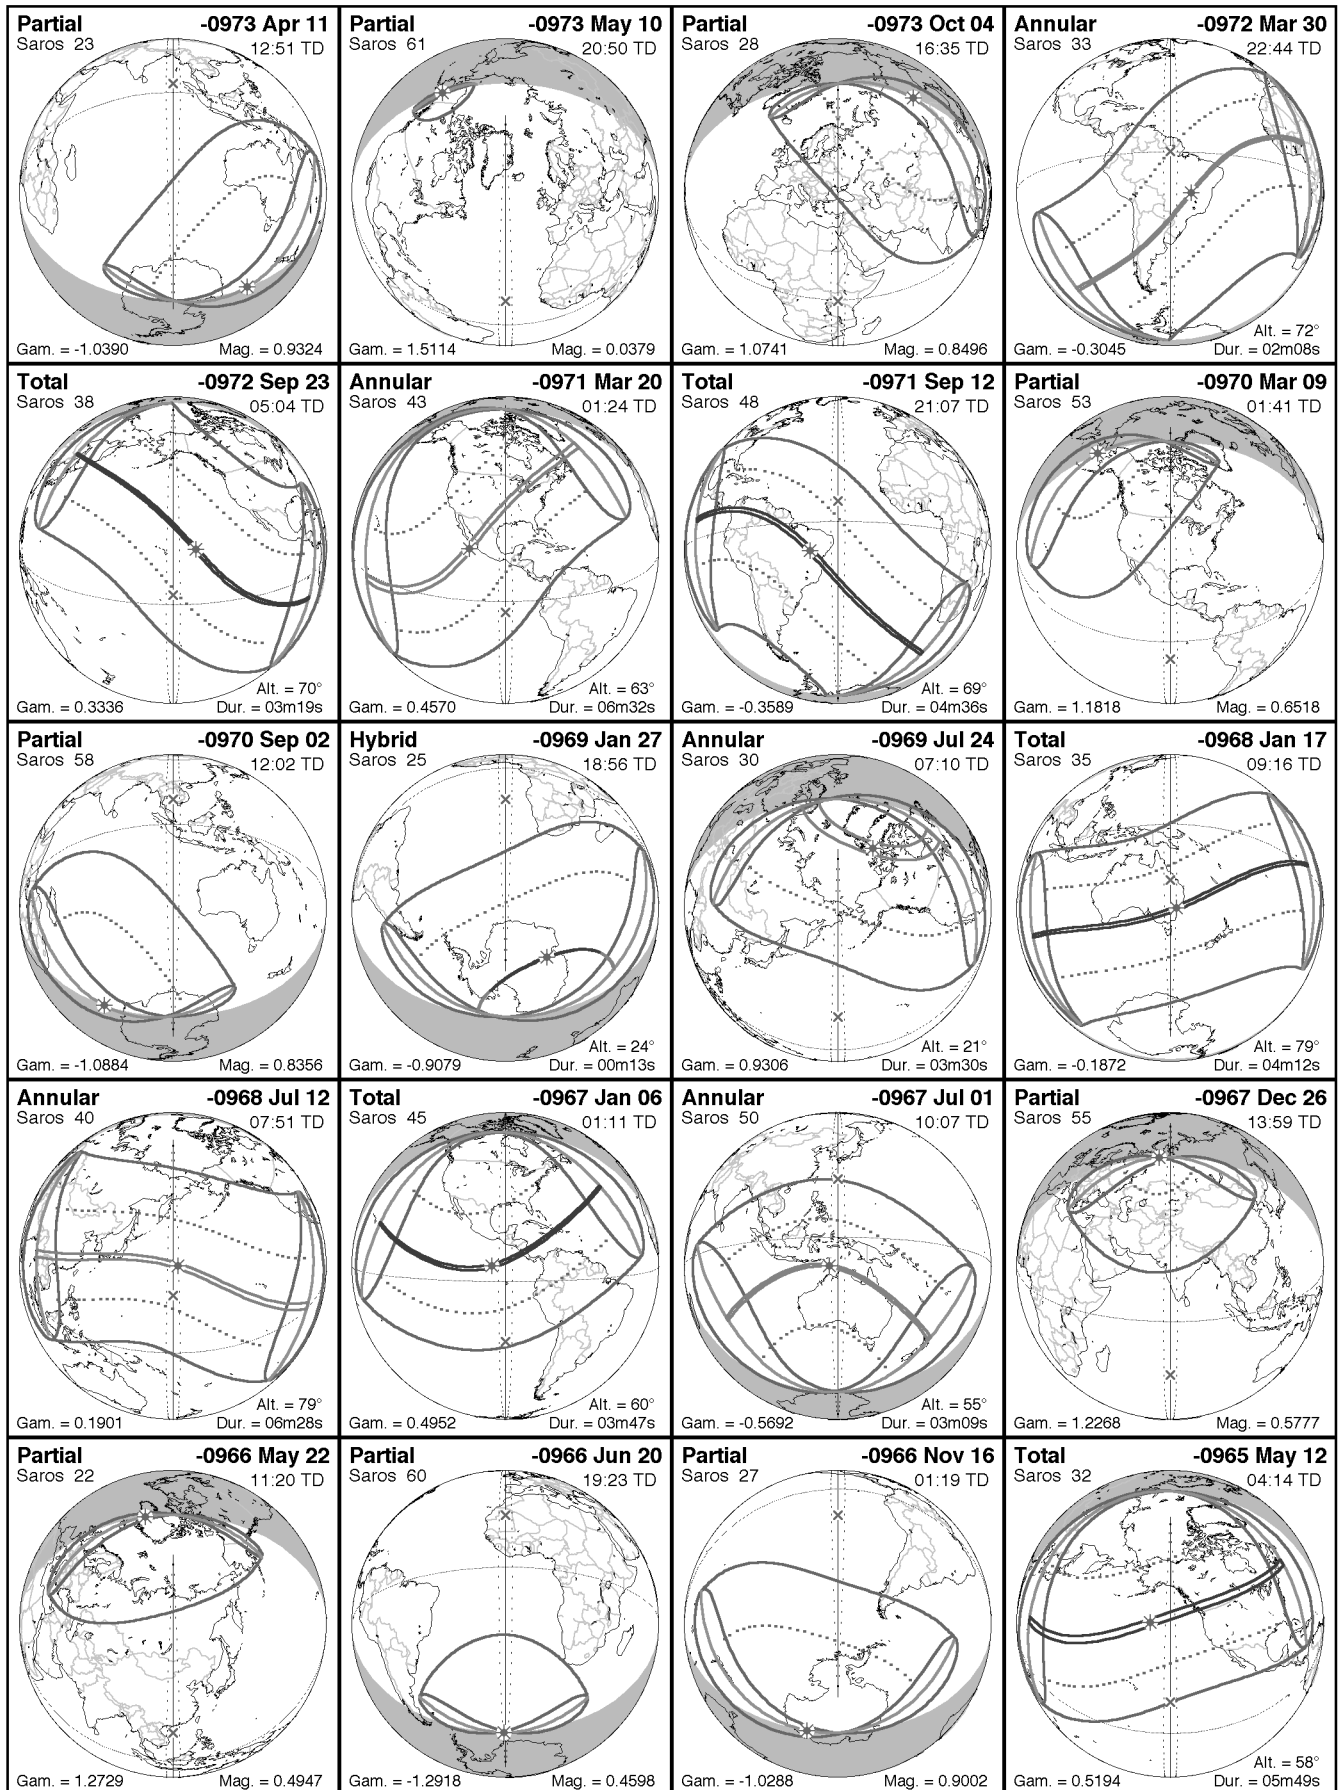 Partial -0973 Apr 11
Saros 23 12:51 TD
Gam. = -1.0390 Mag. = 0.9324
Partial -0973 May 10
Saros 61 20:50 TD
Gam. = 1.5114 Mag. = 0.0379
Partial -0973 Oct 04
Saros 28 16:35 TD
Gam. = 1.0741 Mag. = 0.8496
Annular -0972 Mar 30
Saros 33 22:44 TD
Alt. = 72°
Gam. = -0.3045 Dur. = 02m08s
Total -0972 Sep 23
Saros 38 05:04 TD
Alt. = 70°
Gam. = 0.3336 Dur. = 03m19s
Annular -0971 Mar 20
Saros 43 01:24 TD
Alt. = 63°
Gam. = 0.4570 Dur. = 06m32s
Total -0971 Sep 12
Saros 48 21:07 TD
Alt. = 69°
Gam. = -0.3589 Dur. = 04m36s
Partial -0970 Mar 09
Saros 53 01:41 TD
Gam. = 1.1818 Mag. = 0.6518
Partial -0970 Sep 02
Saros 58 12:02 TD
Gam. = -1.0884 Mag. = 0.8356
Hybrid -0969 Jan 27
Saros 25 18:56 TD
Alt. = 24°
Gam. = -0.9079 Dur. = 00m13s
Annular -0969 Jul 24
Saros 30 07:10 TD
Alt. = 21°
Gam. = 0.9306 Dur. = 03m30s
Total -0968 Jan 17
Saros 35 09:16 TD
Alt. = 79°
Gam. = -0.1872 Dur. = 04m12s
Annular -0968 Jul 12
Saros 40 07:51 TD
Alt. = 79°
Gam. = 0.1901 Dur. = 06m28s
Total -0967 Jan 06
Saros 45 01:11 TD
Alt. = 60°
Gam. = 0.4952 Dur. = 03m47s
Annular -0967 Jul 01
Saros 50 10:07 TD
Alt. = 55°
Gam. = -0.5692 Dur. = 03m09s
Partial -0967 Dec 26
Saros 55 13:59 TD
Gam. = 1.2268 Mag. = 0.5777
Partial -0966 May 22
Saros 22 11:20 TD
Gam. = 1.2729 Mag. = 0.4947
Partial -0966 Jun 20
Saros 60 19:23 TD
Gam. = -1.2918 Mag. = 0.4598
Partial -0966 Nov 16
Saros 27 01:19 TD
Gam. = -1.0288 Mag. = 0.9002
Total -0965 May 12
Saros 32 04:14 TD
Alt. = 58°
Gam. = 0.5194 Dur. = 05m49s